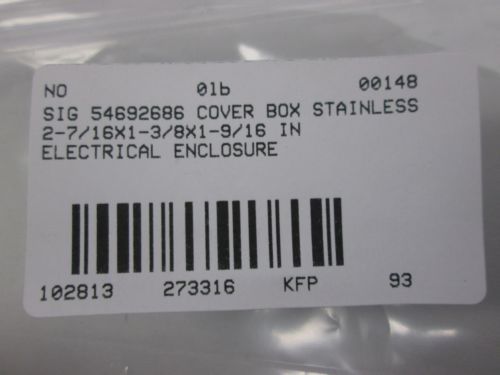 NO 01b 00148
SIG 54692686 COVER BOX STAINLESS
2-7/16X1-3/8X1-9/16 IN
ELECTRICAL ENCLOSURE
102813 273316 KFP 93